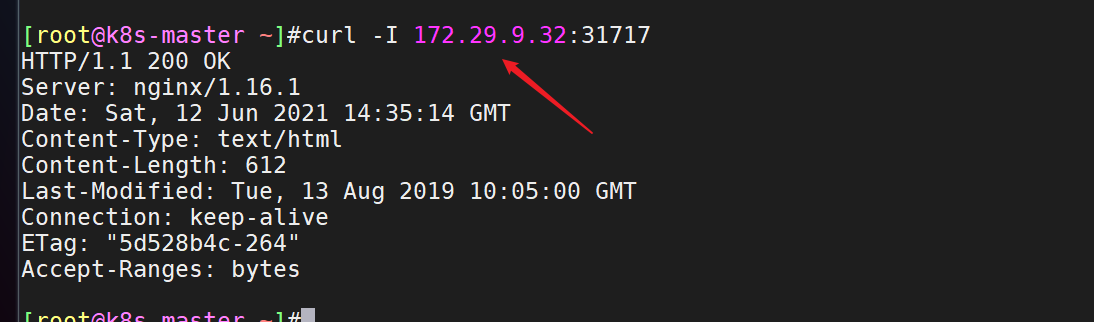 [root@k8s-master ~]#curl -I 172.29.9.32:31717
HTTP/1.1 200 OK
Server: nginx/1.16.1
Date: Sat, 12 Jun 2021 14:35:14 GMT
Content-Type: text/html
Content-Length: 612
Last-Modified: Tue, 13 Aug 2019 10:05:00 GMT
Connection: keep-alive
ETag: "5d528b4c-264"
Accept-Ranges: bytes
[root@k8s-master ~]#